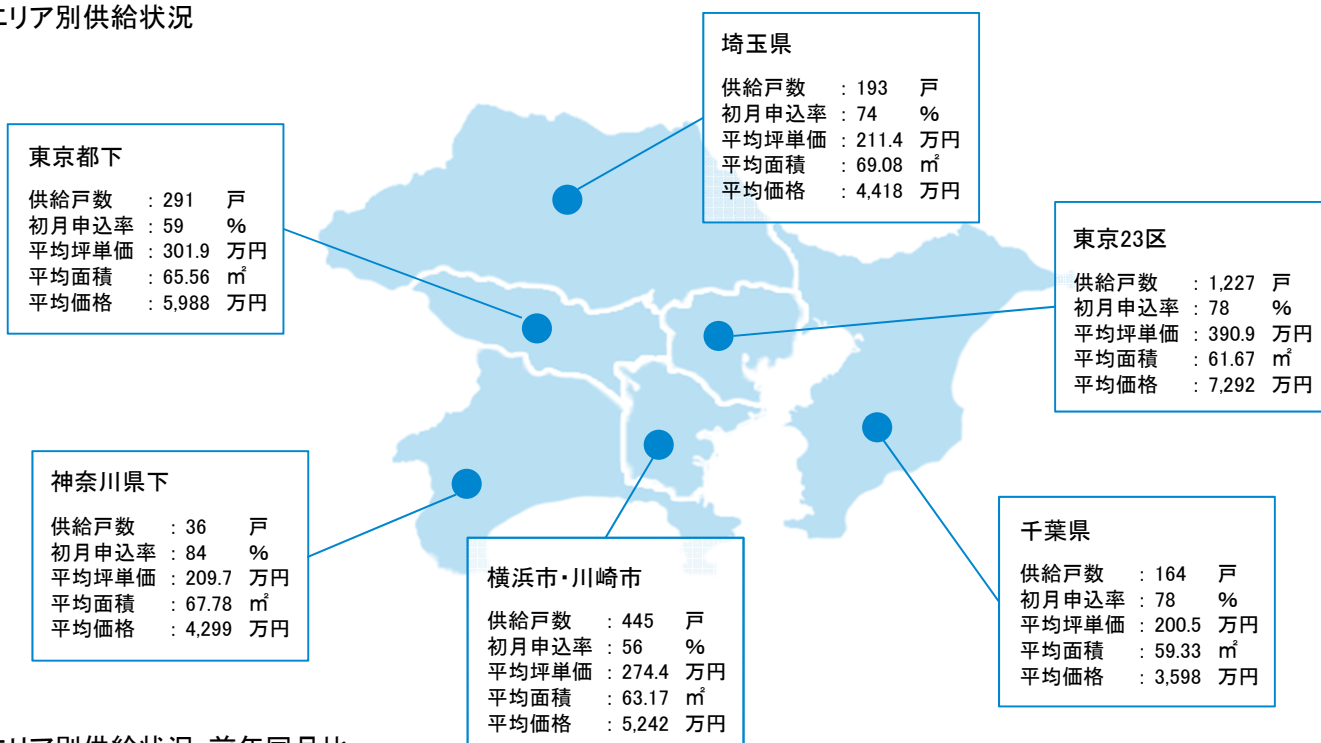 エリア別供給状況
埼玉県
供給戸数 : 193 戸
初月申込率 : 74 %
平均坪単価 : 211.4 万円
平均面積 : 69.08 ㎡
平均価格 : 4,418 万円
東京都下
供給戸数 : 291 戸
初月申込率 : 59 %
平均坪単価 : 301.9 万円
平均面積 : 65.56 ㎡
平均価格 : 5,988 万円
東京23区
供給戸数 : 1,227 戸
初月申込率 : 78 %
平均坪単価 : 390.9 万円
平均面積 : 61.67 ㎡
平均価格 : 7,292 万円
神奈川県下
供給戸数 : 36 戸
初月申込率 : 84 %
平均坪単価 : 209.7 万円
平均面積 : 67.78 ㎡
平均価格 : 4,299 万円
横浜市・川崎市
供給戸数 : 445 戸
初月申込率 : 56 %
平均坪単価 : 274.4 万円
平均面積 : 63.17 ㎡
平均価格 : 5,242 万円
千葉県
供給戸数 : 164 戸
初月申込率 : 78 %
平均坪単価 : 200.5 万円
平均面積 : 59.33 ㎡
平均価格 : 3,598 万円
エリア別供給状況 前年同月比